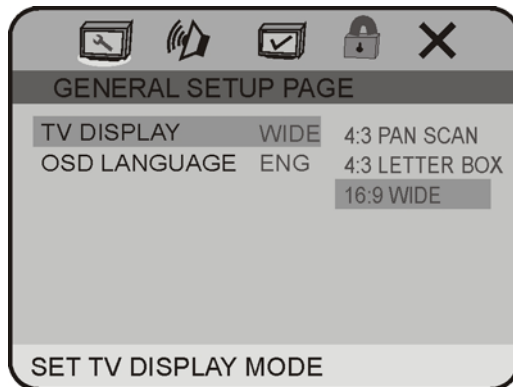 GENERAL SETUP PAGE
TV DISPLAY WIDE 4:3 PAN SCAN
OSD LANGUAGE ENG 4:3 LETTER BOX
16:9 WIDE
SET TV DISPLAY MODE